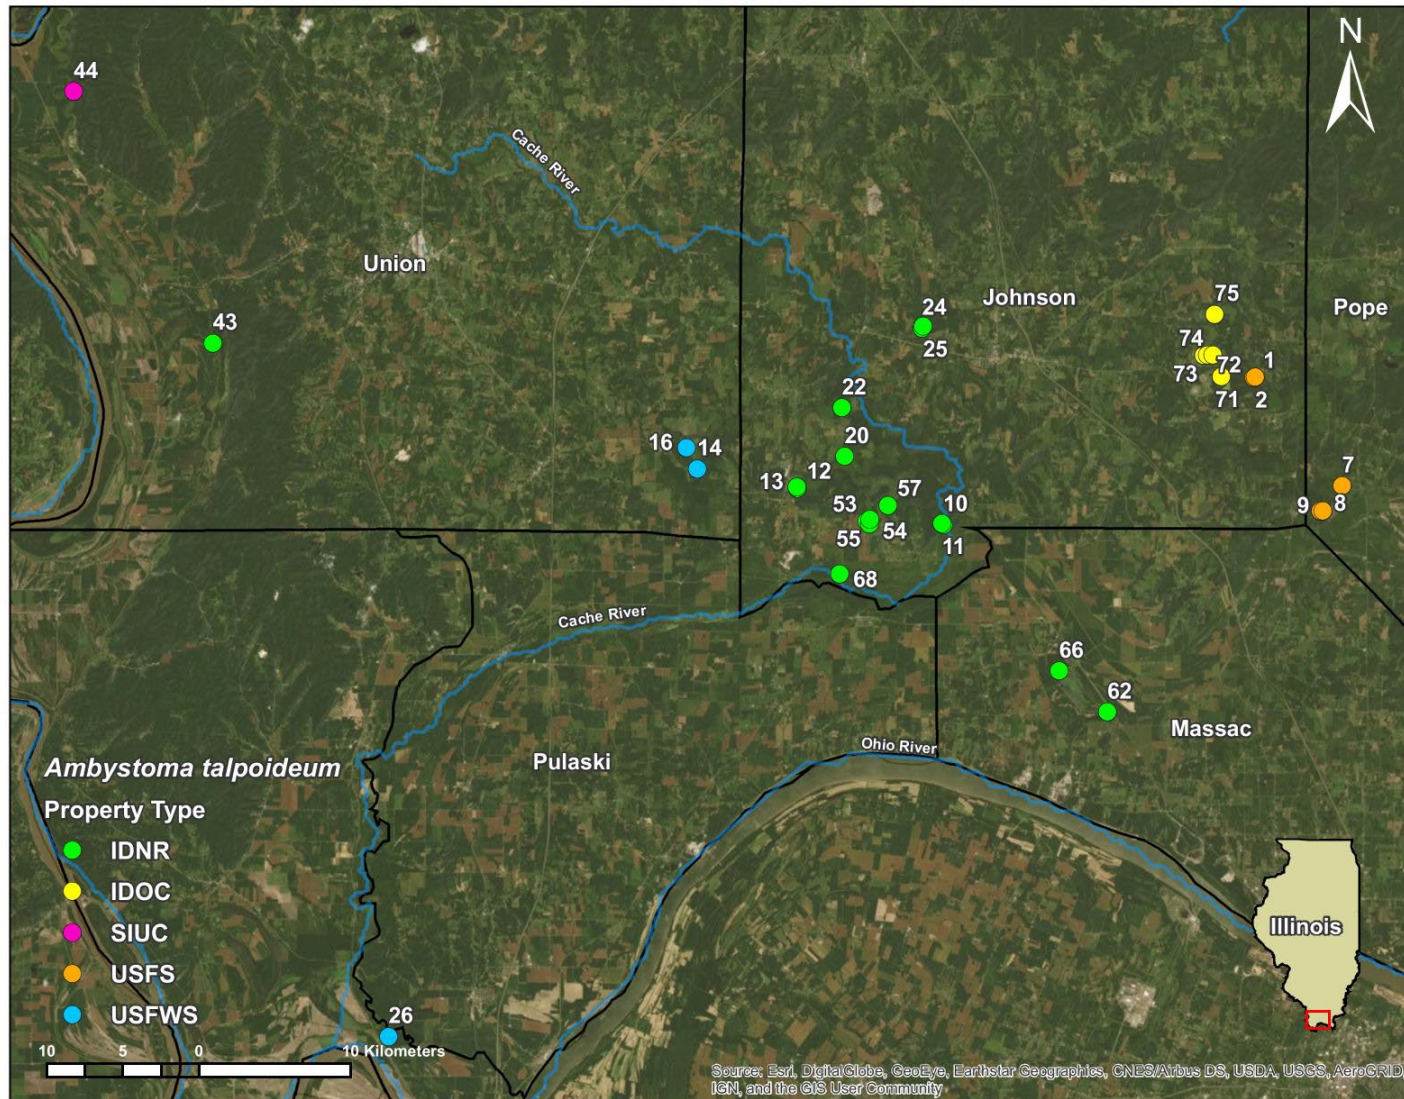 N
44
Cache River
Union
43
24
25
Johnson
75
Pope
74
73
72
71
1
2
22
20
16
14
13
12
53
57
55
54
10
11
7
9
8
68
Cache River
66
62
Massac
Ohio River
Pulaski
Ambystoma talpoideum
Property Type
IDNR
IDOC
SIUC
USFS
USFWS
26
Illinois
10 5 0 10 Kilometers
Source: Esri, DigitalGlobe, GeoEye, Earthstar Geographics, CNES/Airbus DS, USDA, USGS, AeroGRID,
IGN, and the GIS User Community